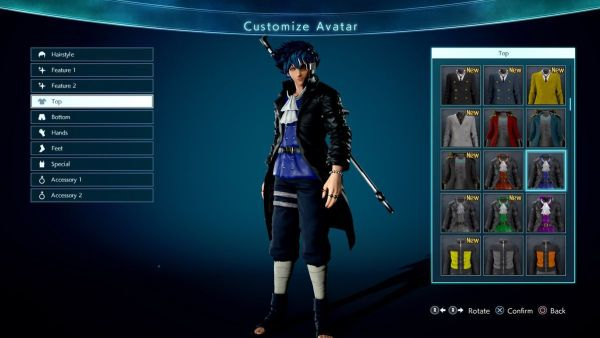 Customize Avatar
Hairstyle
Feature 1
Feature 2
Top
Bottom
Hands
Feet
Special
Accessory 1
Accessory 2
Top
New New New
New
New
New New
New
R R Rotate Confirm Back